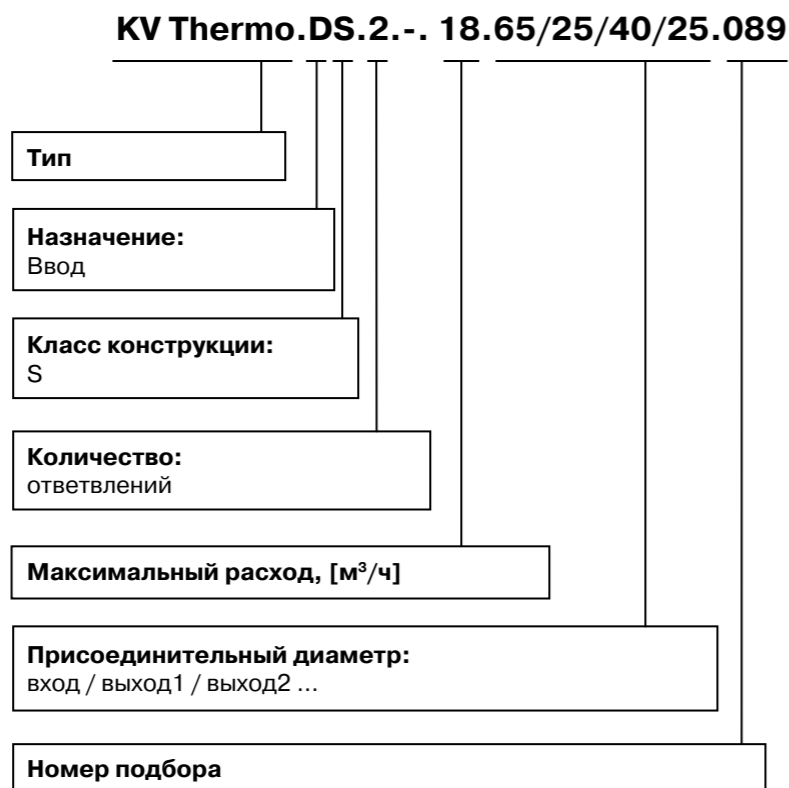 KV Thermo.DS.2.-. 18.65/25/40/25.089
Тип
Назначение:
Ввод
Класс конструкции:
S
Количество:
ответвлений
Максимальный расход, [м³/ч]
Присоединительный диаметр:
вход / выход1 / выход2 ...
Номер подбора